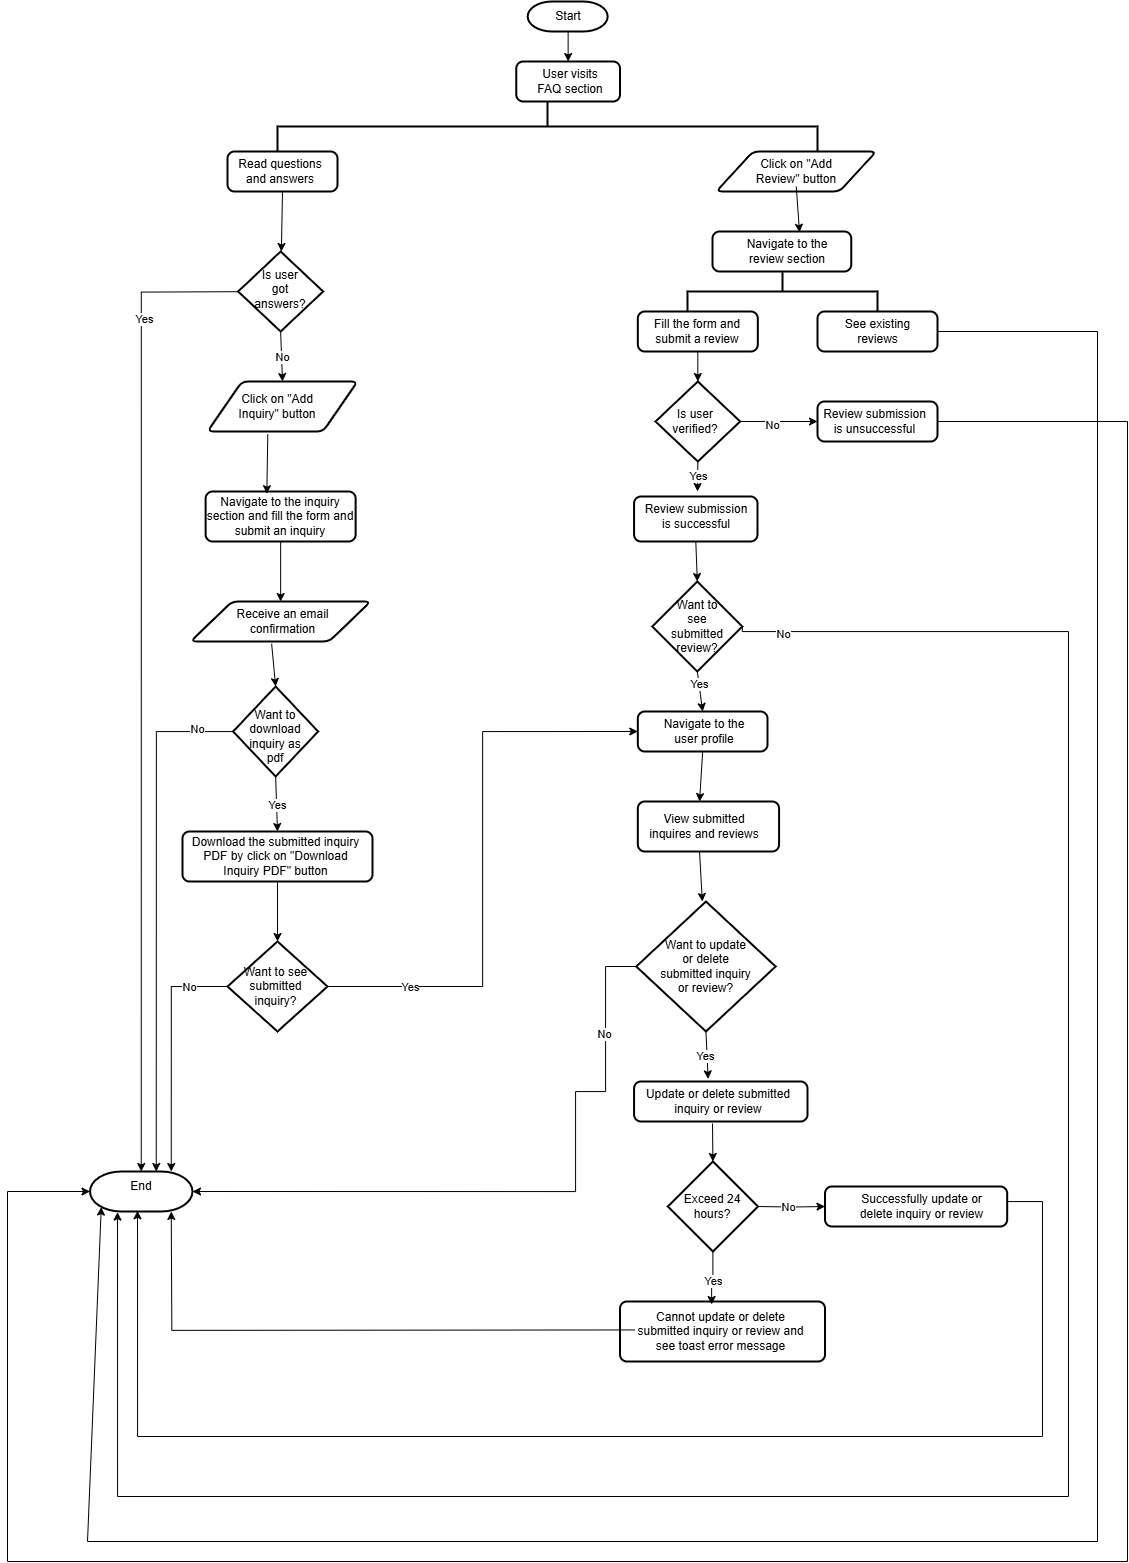 Start
User visits
FAQ section
Read questions
and answers
Click on "Add
Review" button
Navigate to the
review section
Is user
got
answers?
Yes
No
Fill the form and
submit a review
See existing
reviews
Click on "Add
Inquiry" button
Is user
verified?
No
Review submission
is unsuccessful
Yes
Navigate to the inquiry
section and fill the form and
submit an inquiry
Review submission
is successful
Receive an email
confirmation
Want to
see
submitted
review?
No
Yes
Want to
download
inquiry as
pdf
No
Yes
Navigate to the
user profile
Download the submitted inquiry
PDF by click on "Download
Inquiry PDF" button
View submitted
inquires and reviews
Want to see
submitted
inquiry?
No
Yes
Want to update
or delete
submitted inquiry
or review?
No
Yes
Update or delete submitted
inquiry or review
End
Exceed 24
hours?
No
Successfully update or
delete inquiry or review
Yes
Cannot update or delete
submitted inquiry or review and
see toast error message